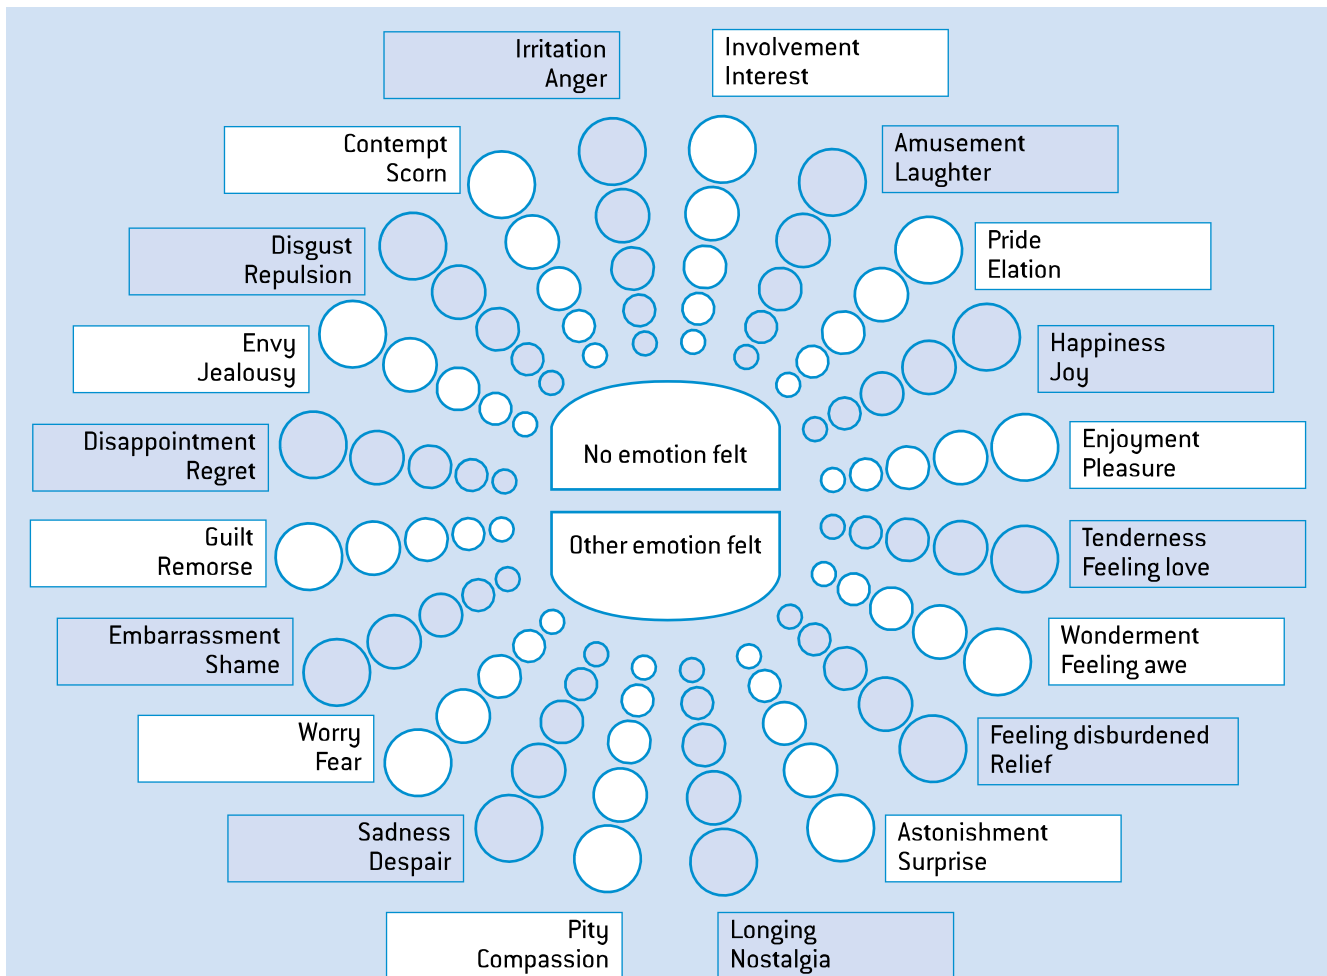 Irritation
Anger
Involvement
Interest
Contempt
Scorn
Amusement
Laughter
Disgust
Repulsion
Pride
Elation
Envy
Jealousy
Happiness
Joy
Disappointment
Regret
Enjoyment
Pleasure
No emotion felt
Other emotion felt
Guilt
Remorse
Tenderness
Feeling love
Embarrassment
Shame
Wonderment
Feeling awe
Worry
Fear
Feeling disburdened
Relief
Sadness
Despair
Astonishment
Surprise
Pity
Compassion
Longing
Nostalgia